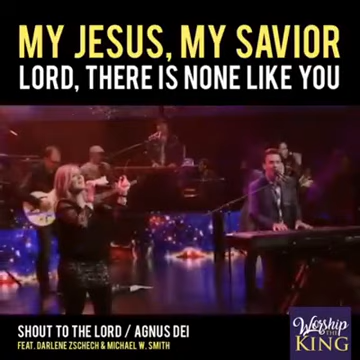 MY JESUS, MY SAVIOR
LORD, THERE IS NONE LIKE YOU
SHOUT TO THE LORD / AGNUS DEI
FEAT. DARLENE ZSCHECH & MICHAEL W. SMITH
Worship
THE
KING